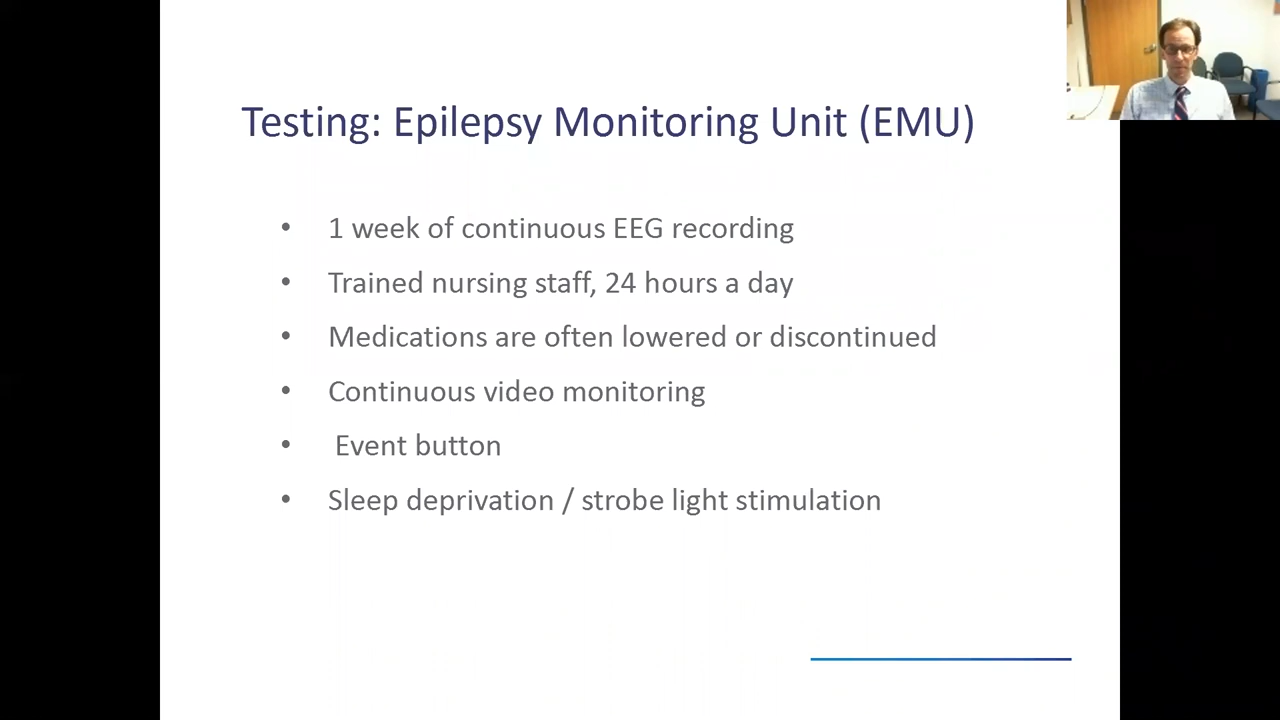 Testing: Epilepsy Monitoring Unit (EMU)
• 1 week of continuous EEG recording
• Trained nursing staff, 24 hours a day
• Medications are often lowered or discontinued
• Continuous video monitoring
• Event button
• Sleep deprivation / strobe light stimulation